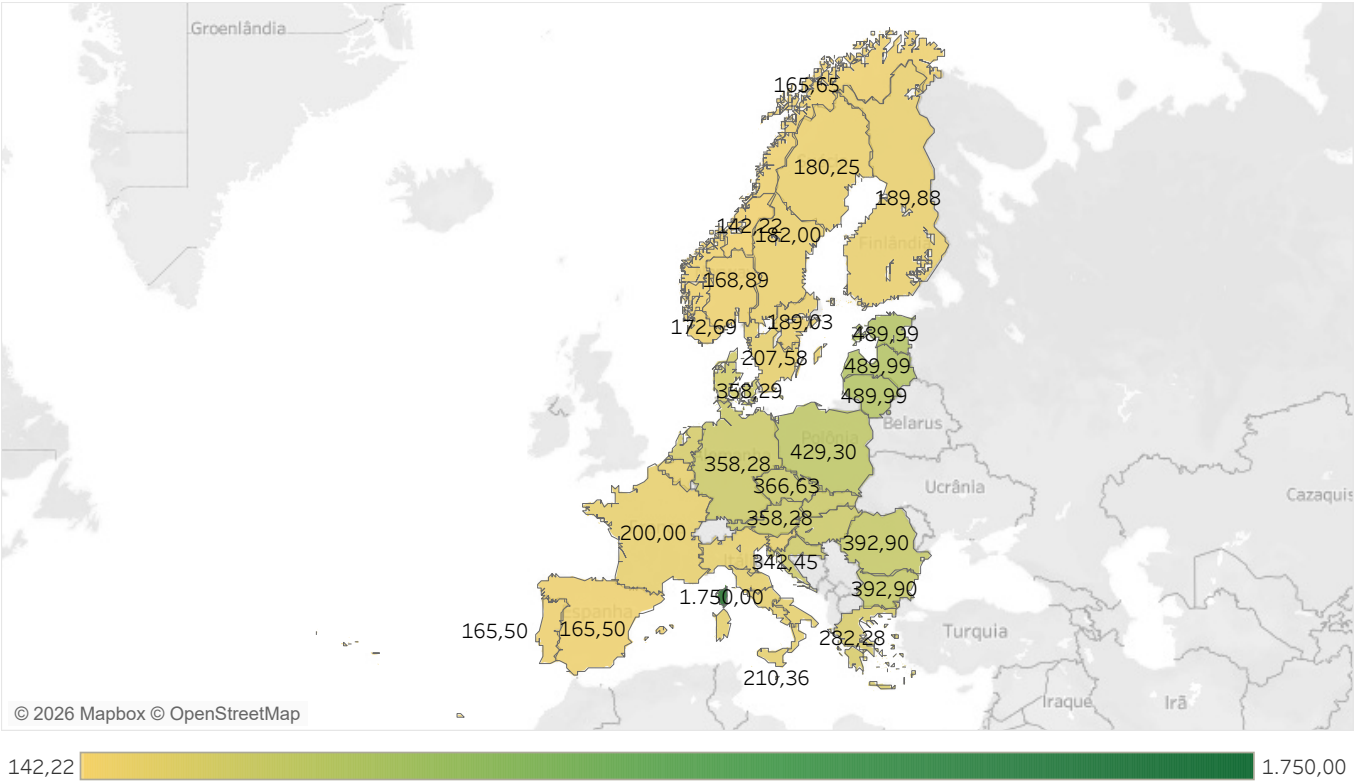 Groenlândia
165,65
180,25
189,88
142,22
182,00
Finlândia
168,89
172,69
189,03
489,99
207,58
489,99
358,29
489,99
Belarus
Polônia
429,30
358,28
366,63
Ucrânia
Cazaquis
358,28
200,00
392,90
342,45
392,90
1.750,00
Espanha
165,50
165,50
282,28
Turquia
210,36
Iraque
Irã
© 2026 Mapbox © OpenStreetMap
142,22
1.750,00